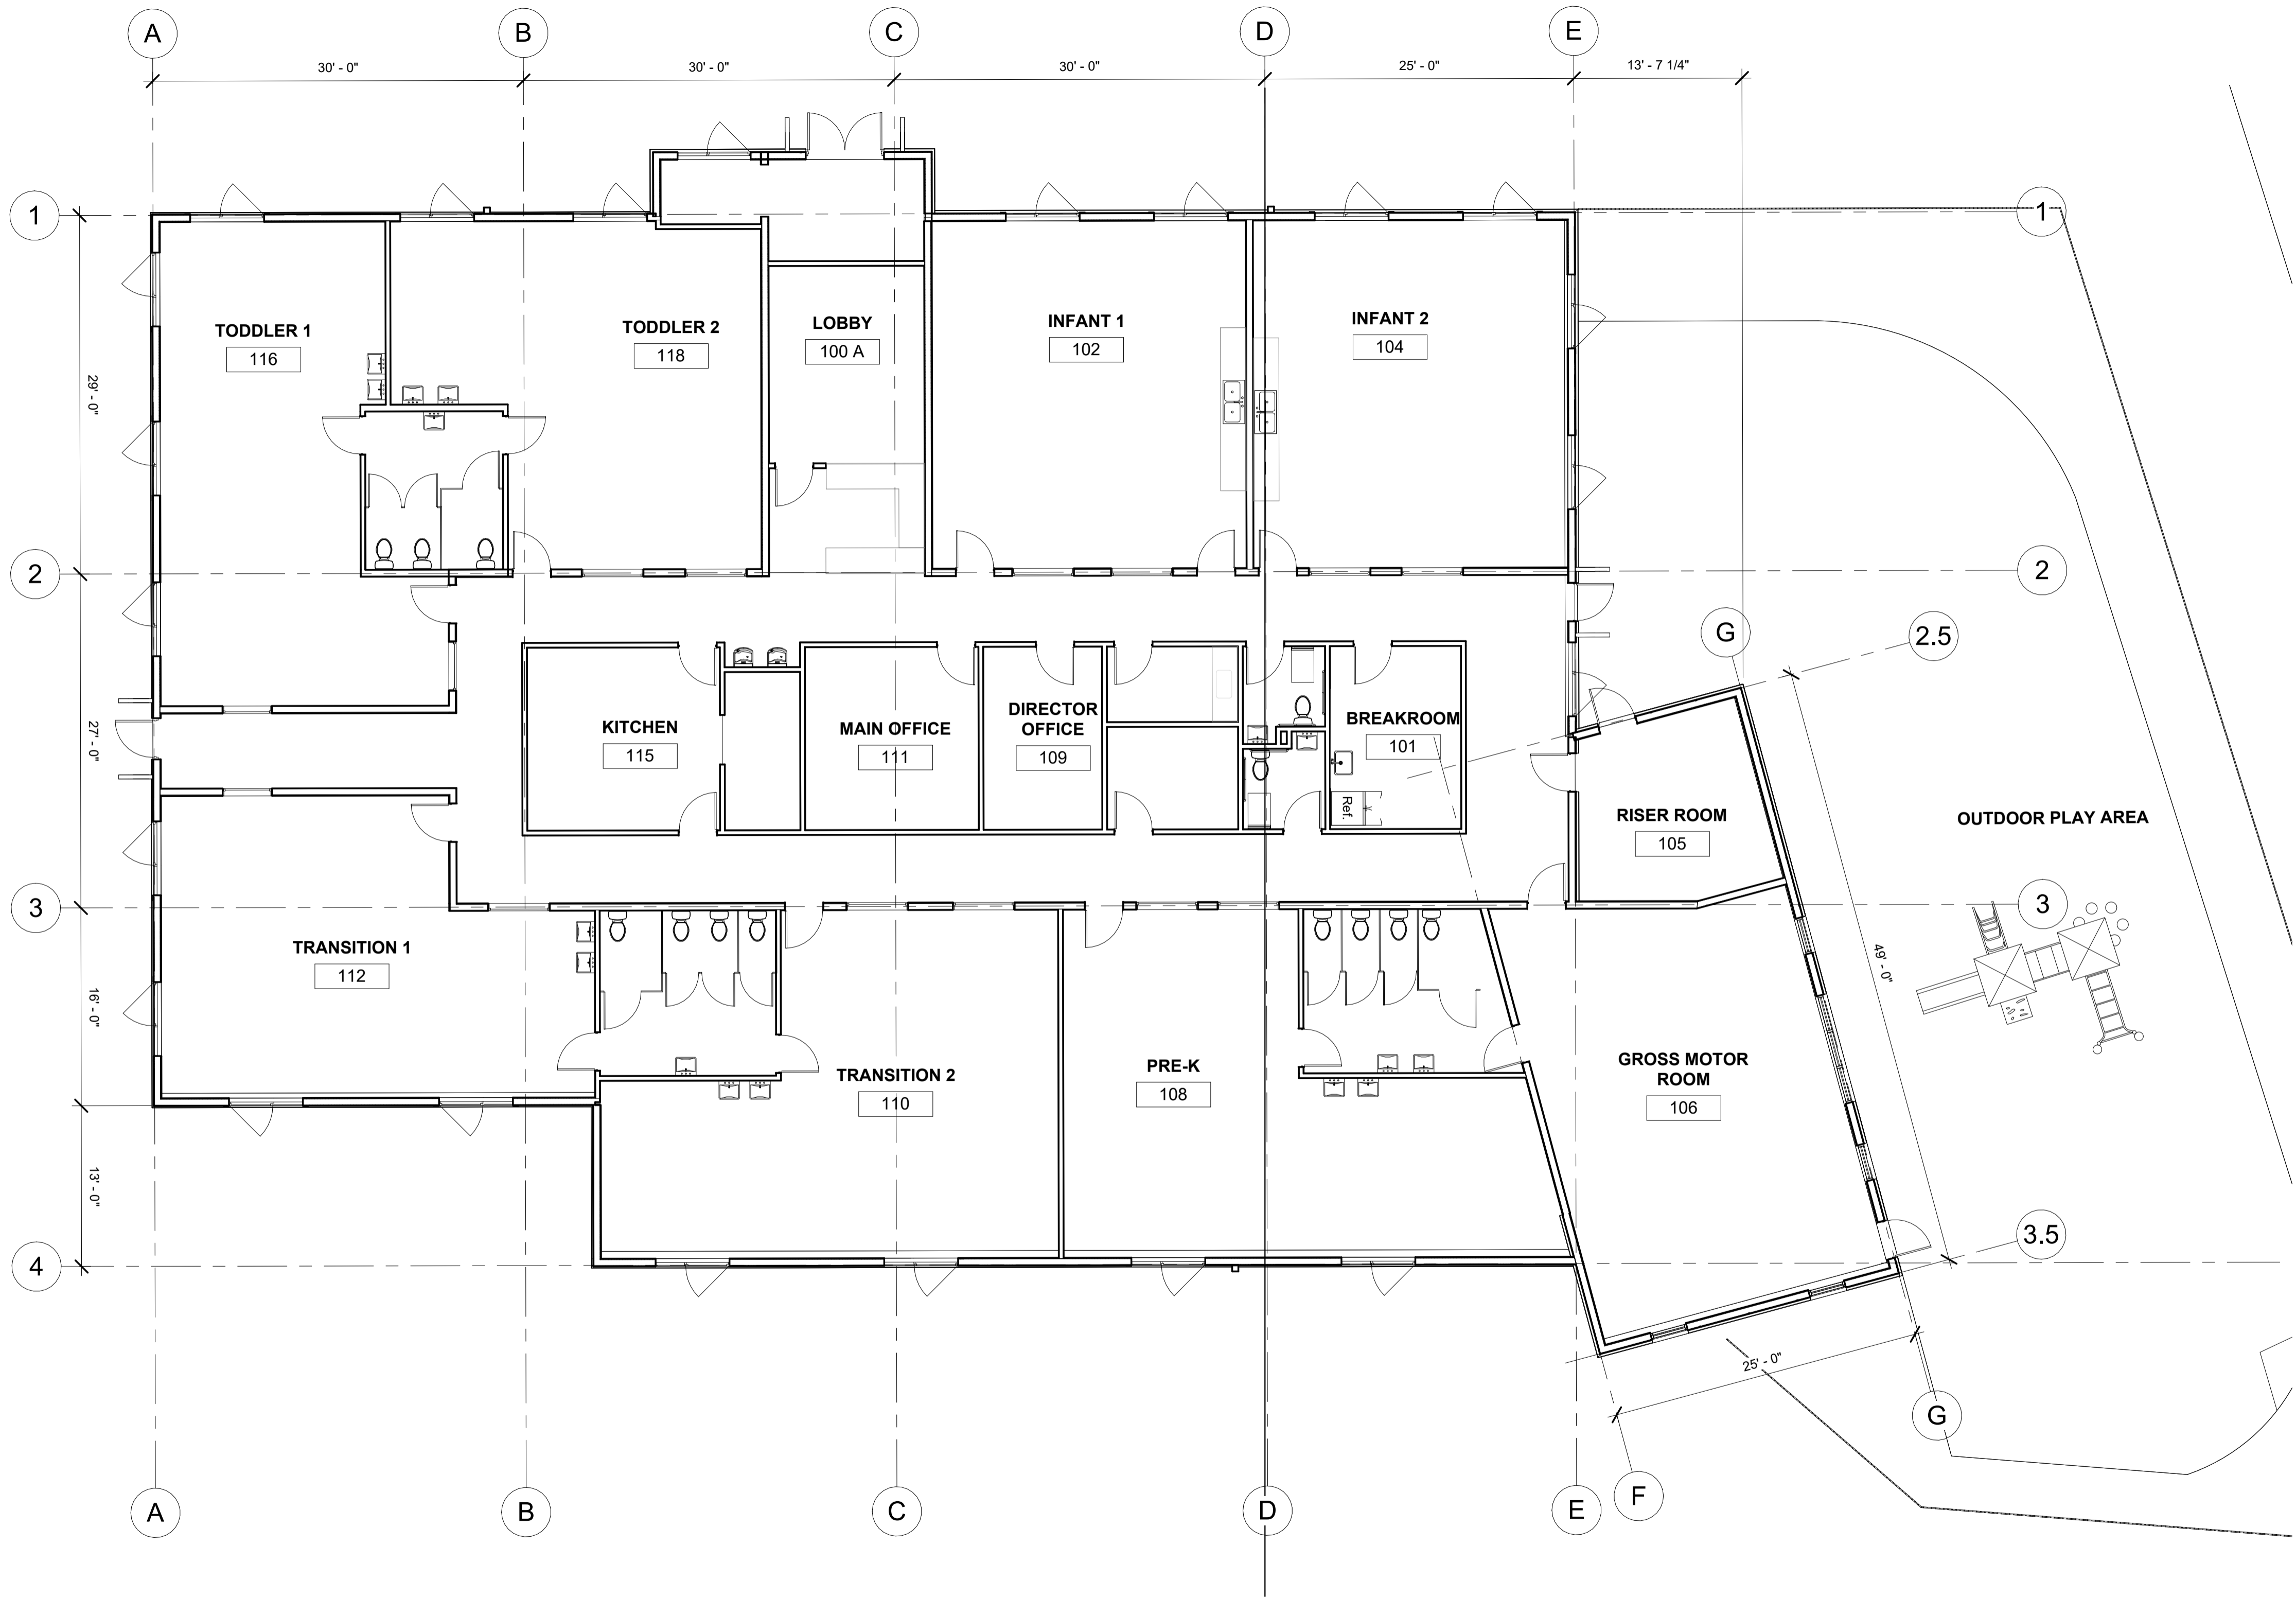 A
B
C
D
E
30' - 0"
30' - 0"
30' - 0"
25' - 0"
13' - 7 1/4"
1
1
TODDLER 1
116
TODDLER 2
118
LOBBY
100 A
INFANT 1
102
INFANT 2
104
29' - 0"
2
2
G
2.5
KITCHEN
115
MAIN OFFICE
111
DIRECTOR
OFFICE
109
BREAKROOM
101
Ref.
27' - 0"
RISER ROOM
105
OUTDOOR PLAY AREA
3
3
TRANSITION 1
112
16' - 0"
49' - 0"
TRANSITION 2
110
PRE-K
108
GROSS MOTOR
ROOM
106
13' - 0"
3.5
4
25' - 0"
G
F
A
B
C
D
E